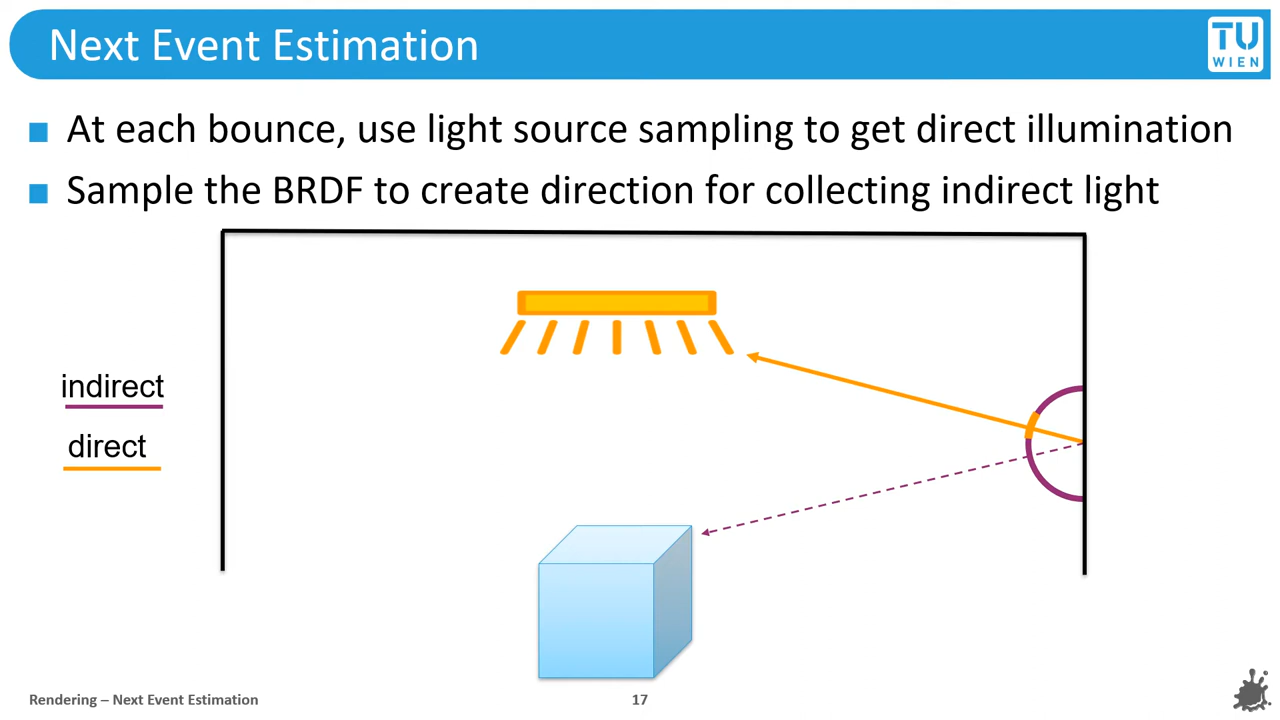 Next Event Estimation
TU
WIEN
At each bounce, use light source sampling to get direct illumination
Sample the BRDF to create direction for collecting indirect light
indirect
direct
Rendering – Next Event Estimation
17